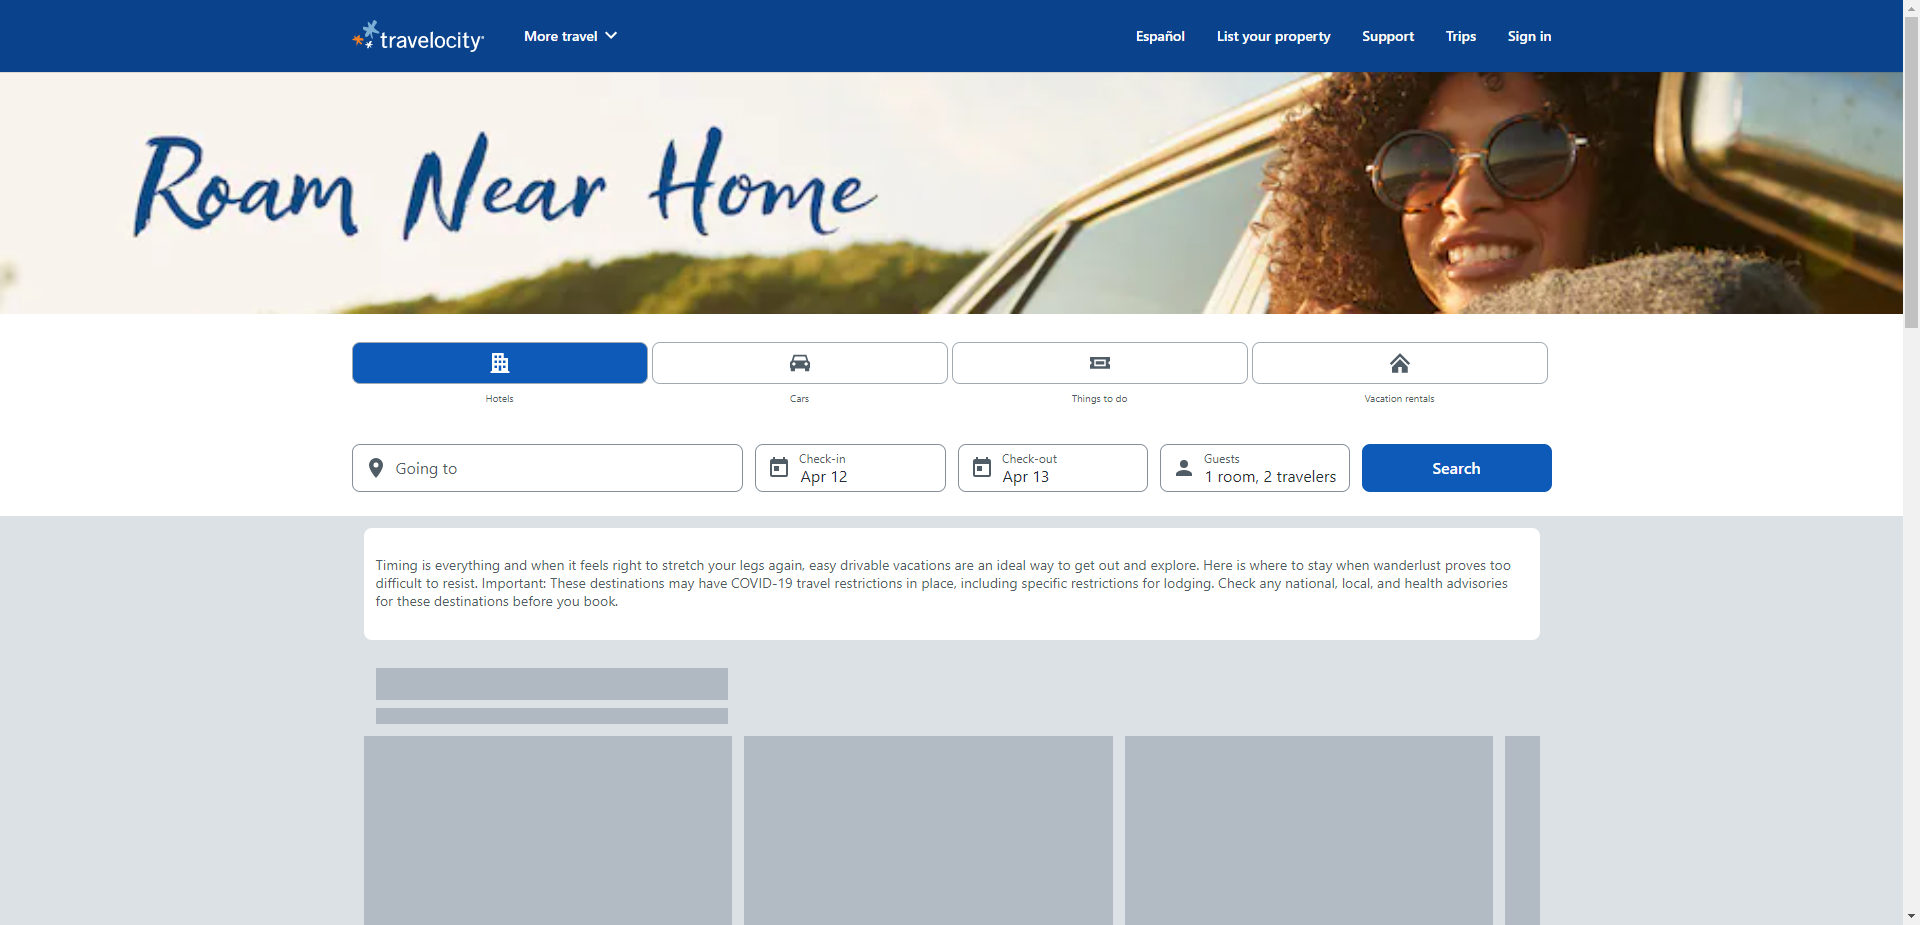 travelocity
More travel
Español
List your property
Support
Trips
Sign in
Roam Near Home
Hotels
Cars
Things to do
Vacation rentals
Going to
Check-in
Apr 12
Check-out
Apr 13
Guests
1 room, 2 travelers
Search
Timing is everything and when it feels right to stretch your legs again, easy drivable vacations are an ideal way to get out and explore. Here is where to stay when wanderlust proves too
difficult to resist. Important: These destinations may have COVID-19 travel restrictions in place, including specific restrictions for lodging. Check any national, local, and health advisories
for these destinations before you book.